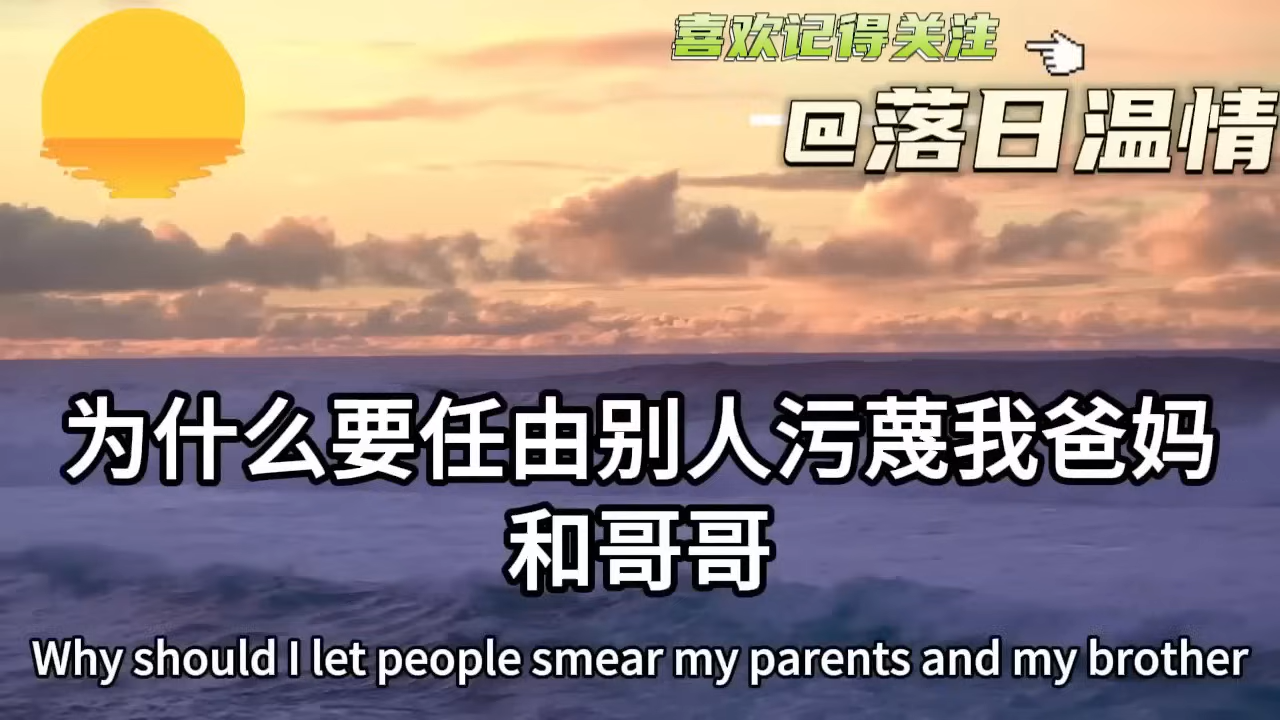 喜欢记得关注
@落日温情
为什么要任由别人污蔑我爸妈
和哥哥
Why should I let people smear my parents and my brother